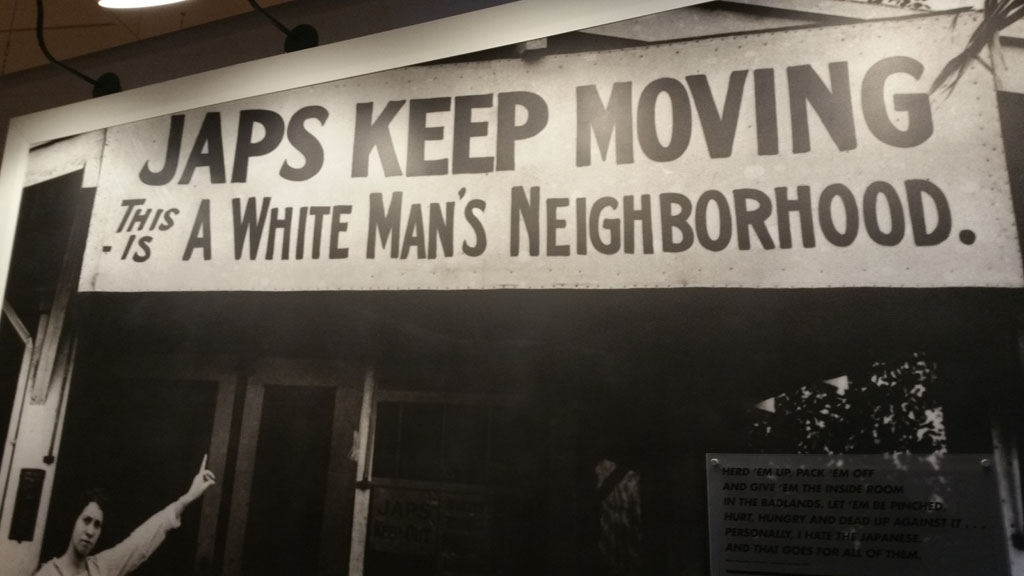 JAPS KEEP MOVING
THIS - IS A WHITE MAN'S NEIGHBORHOOD.
JAPS
KEEP OUT
HERD 'EM UP, PACK 'EM OFF
AND GIVE 'EM THE INSIDE ROOM
IN THE BADLANDS. LET 'EM BE PINCHED,
HURT, HUNGRY AND DEAD UP AGAINST IT . . .
PERSONALLY, I HATE THE JAPANESE.
AND THAT GOES FOR ALL OF THEM.